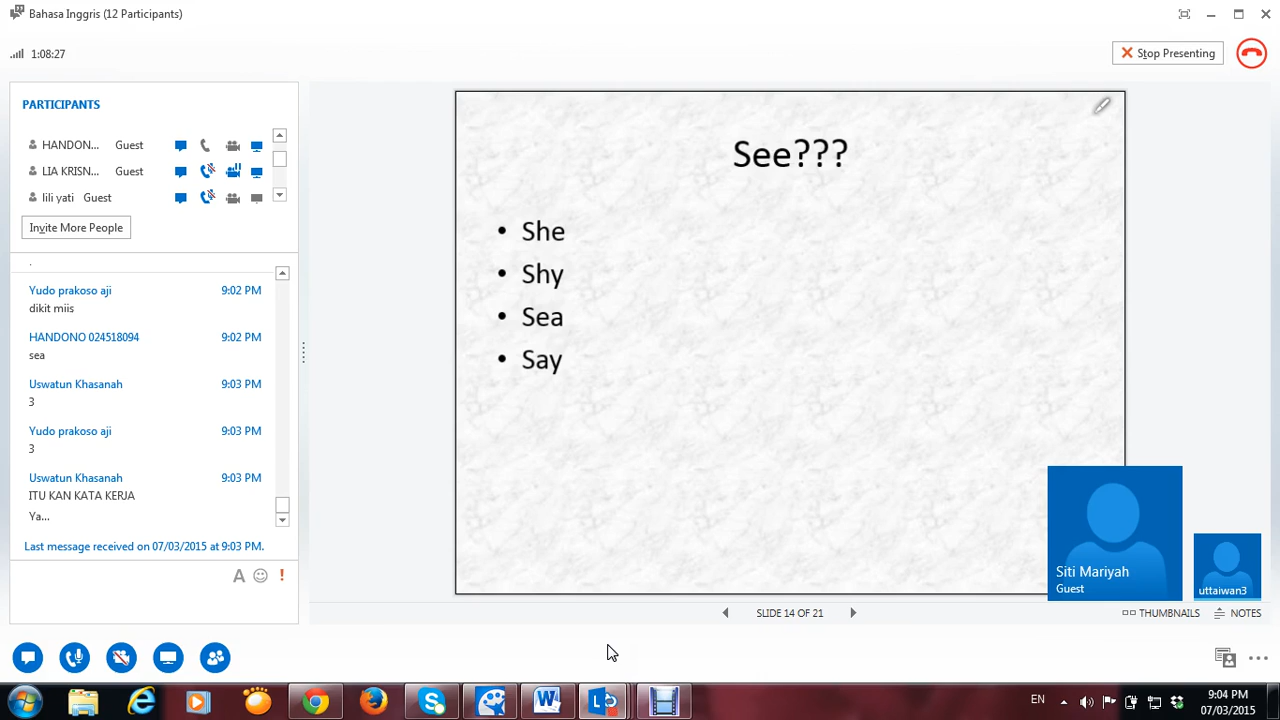 Bahasa Inggris (12 Participants)
1:08:27
Stop Presenting
PARTICIPANTS
HANDON... Guest
LIA KRISN... Guest
lili yati Guest
Invite More People
.
Yudo prakoso aji 9:02 PM
dikit miis
HANDONO 024518094 9:02 PM
sea
Uswatun Khasanah 9:03 PM
3
Yudo prakoso aji 9:03 PM
3
Uswatun Khasanah 9:03 PM
ITU KAN KATA KERJA
Ya...
Last message received on 07/03/2015 at 9:03 PM.
A !
See???
• She
• Shy
• Sea
• Say
Siti Mariyah
Guest
uttaiwan3
SLIDE 14 OF 21
THUMBNAILS
NOTES
EN
9:04 PM
07/03/2015